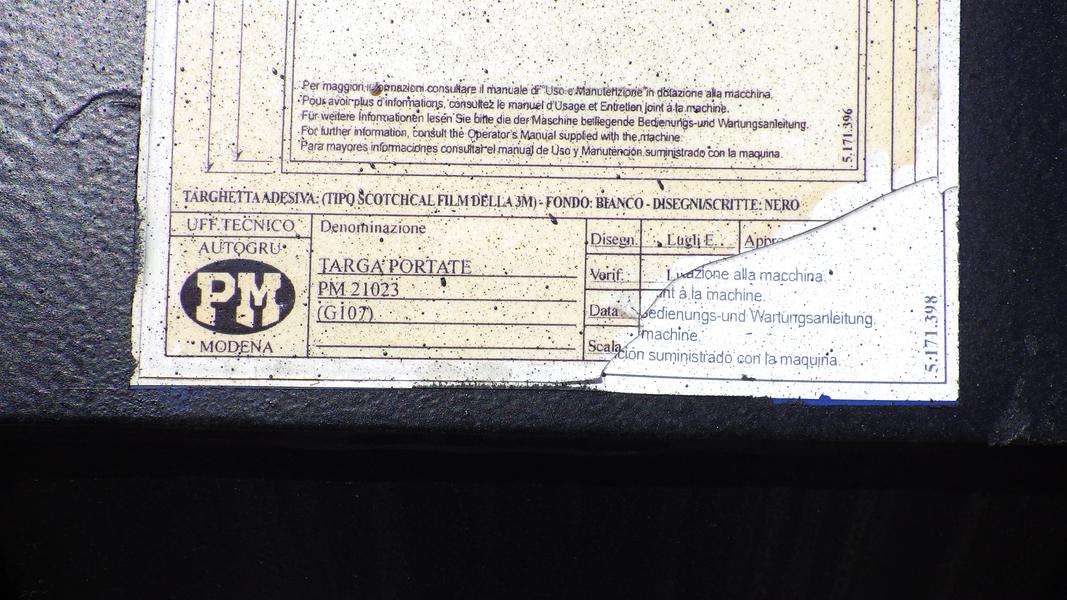 Per maggiori informazioni consultare il manuale di "Uso e Manutenzione" in dotazione alla macchina.
Pour avoir plus d'informations, consultez le manuel d'Usage et Entretien joint à la machine.
Für weitere Informationen lesen Sie bitte die der Maschine beiliegende Bedienungs-und Wartungsanleitung.
For further information, consult the Operator's Manual supplied with the machine.
Para mayores informaciones consultar el manual de Uso y Manutención suministrado con la maquina.
5.171.396
TARGHETTA ADESIVA: (TIPO SCOTCHCAL FILM DELLA 3M) - FONDO: BIANCO - DISEGNI/SCRITTE: NERO
UFF. TECNICO
AUTOGRU'
PM
MODENA
Denominazione
TARGA PORTATE
PM 21023
(G107)
Disegn. Lugli E. Appro
Verif. L
Data
Scala
azione alla macchina.
int à la machine.
edienungs-und Wartungsanleitung.
machine.
ción suministrado con la maquina.
5.171.398